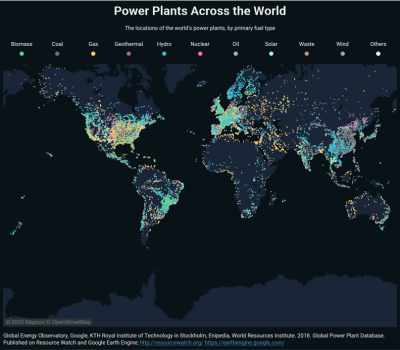 Power Plants Across the World
The locations of the world's power plants, by primary fuel type
Biomass Coal Gas Geothermal Hydro Nuclear Oil Solar Waste Wind Others
© 2020 Mapbox © OpenStreetMap
Global Energy Observatory, Google, KTH Royal Institute of Technology in Stockholm, Enipedia, World Resources Institute. 2018. Global Power Plant Database.
Published on Resource Watch and Google Earth Engine; http://resourcewatch.org/ https://earthengine.google.com/